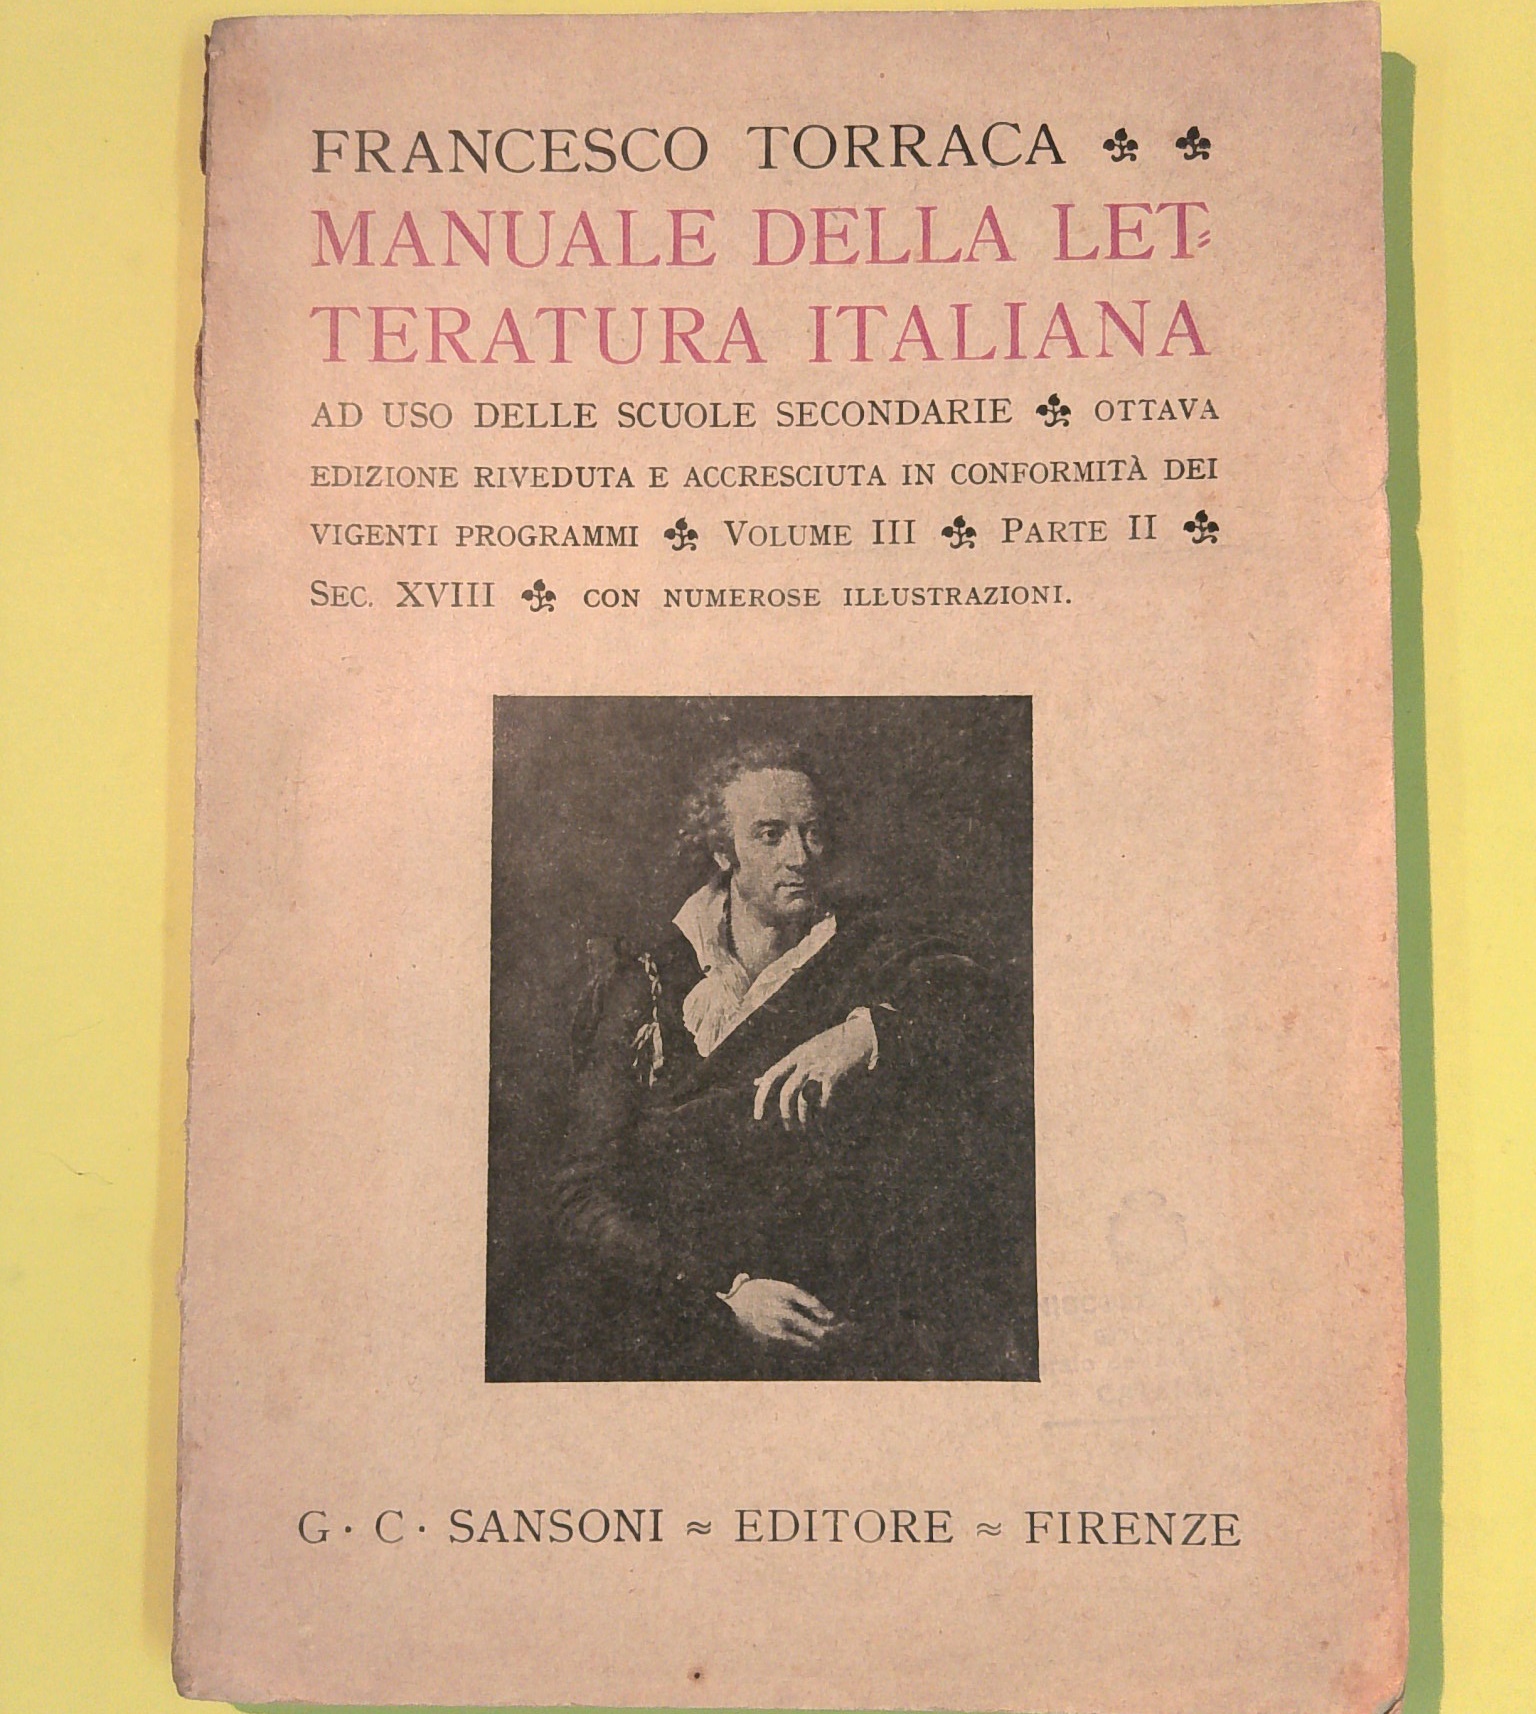 FRANCESCO TORRACA
MANUALE DELLA LET=
TERATURA ITALIANA
AD USO DELLE SCUOLE SECONDARIE OTTAVA
EDIZIONE RIVEDUTA E ACCRESCIUTA IN CONFORMITÀ DEI
VIGENTI PROGRAMMI VOLUME III PARTE II
SEC. XVIII CON NUMEROSE ILLUSTRAZIONI.
G · C · SANSONI ≈ EDITORE ≈ FIRENZE